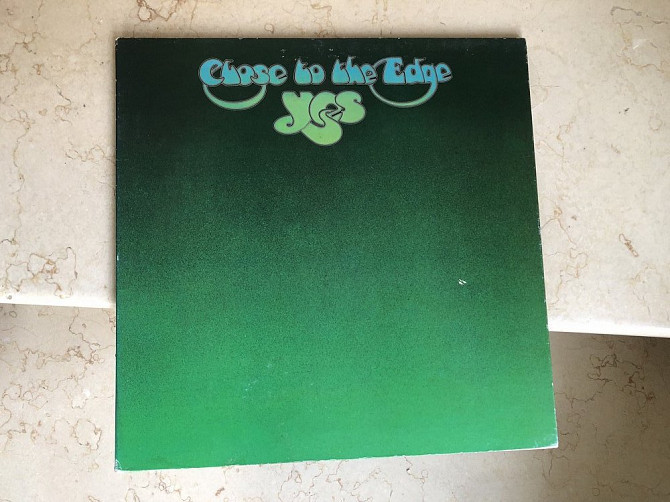 Close to the Edge
yes